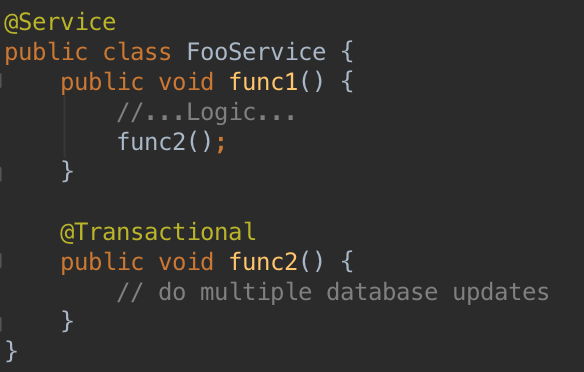 @Service
public class FooService {
    public void func1() {
        //...Logic...
        func2();
    }

    @Transactional
    public void func2() {
        // do multiple database updates
    }
}